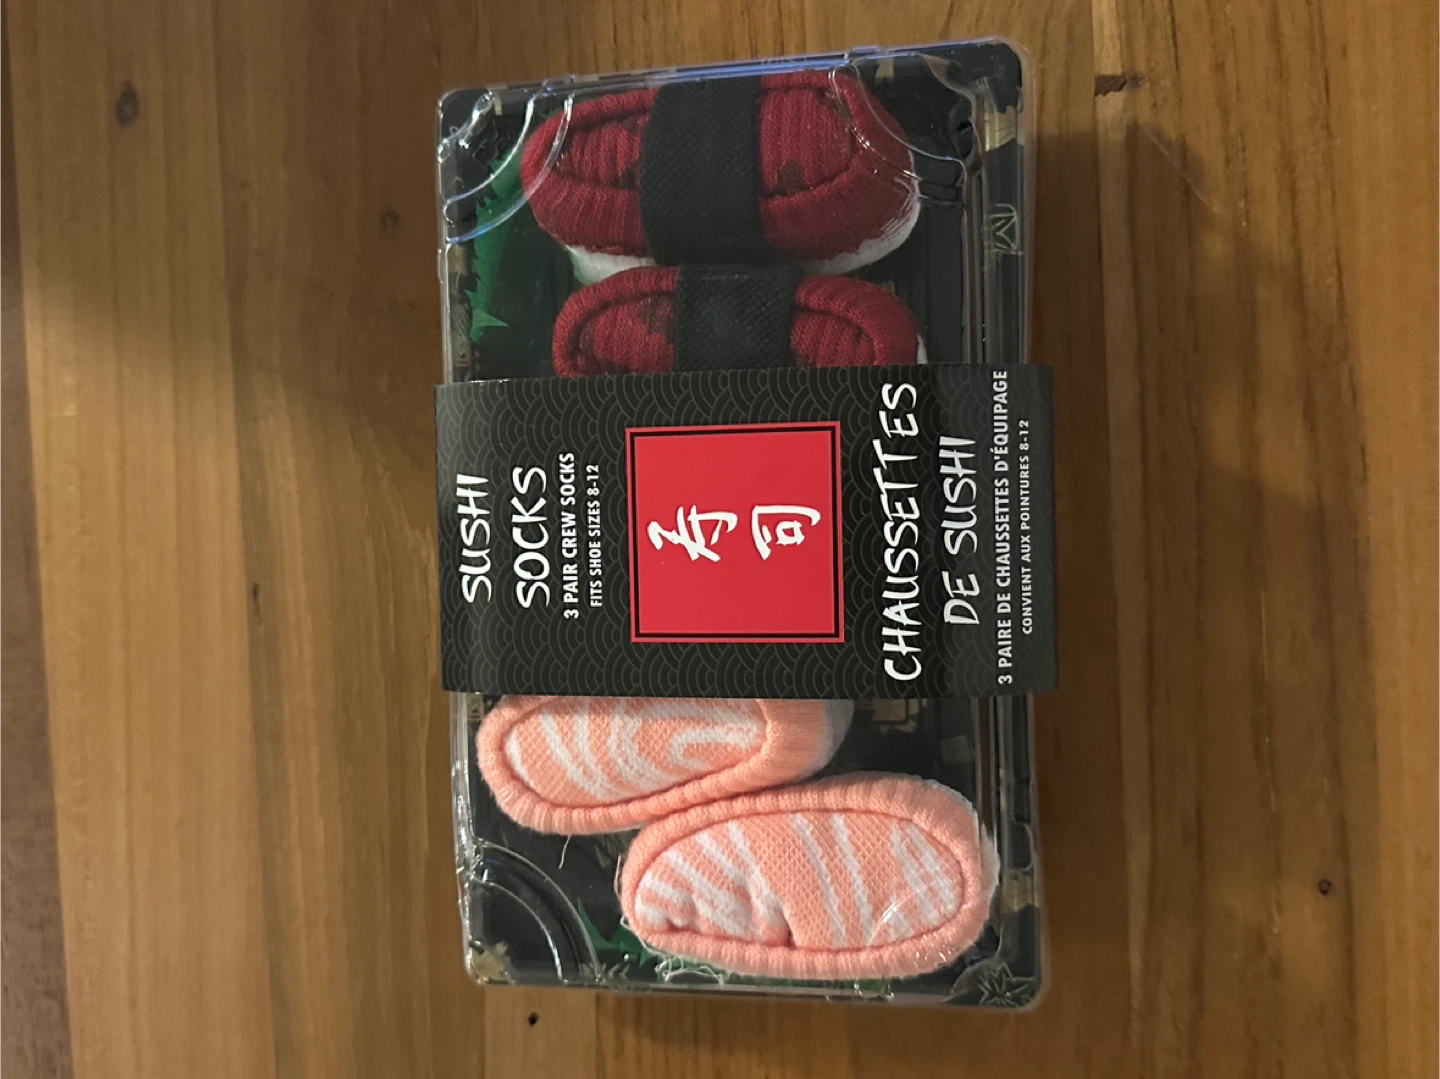 SUSHI
SOCKS
3 PAIR CREW SOCKS
FITS SHOE SIZES 8-12
寿
司
CHAUSSETTES
DE SUSHI
3 PAIRE DE CHAUSSETTES D'ÉQUIPAGE
CONVIENT AUX POINTURES 8-12